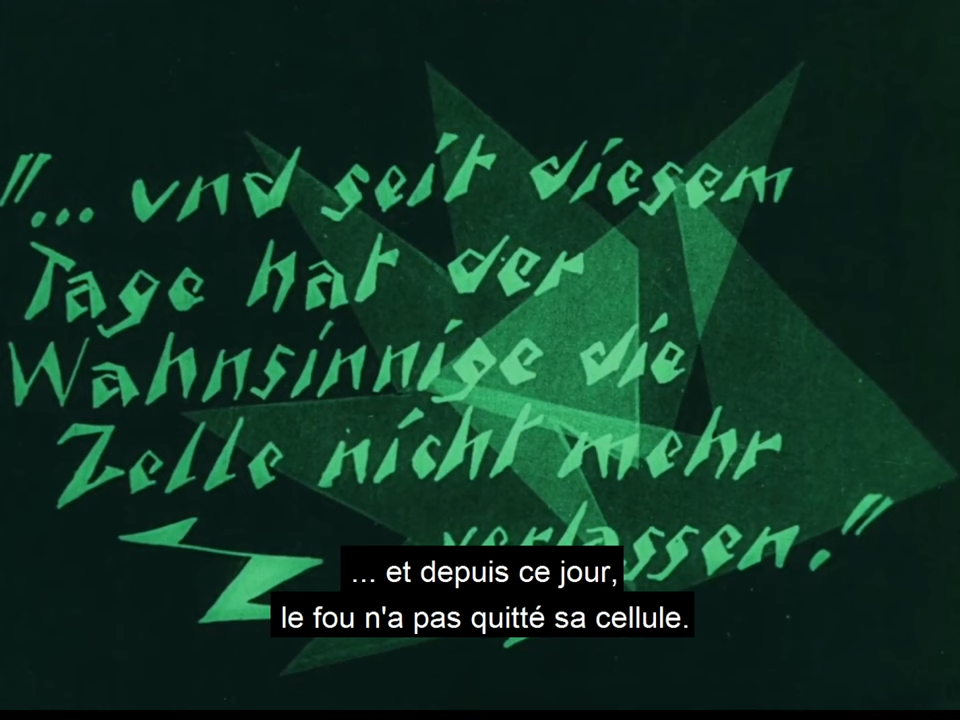 "... und seit diesem
Tage hat der
Wahnsinnige die
Zelle nicht mehr
verlassen."
... et depuis ce jour,
le fou n'a pas quitté sa cellule.